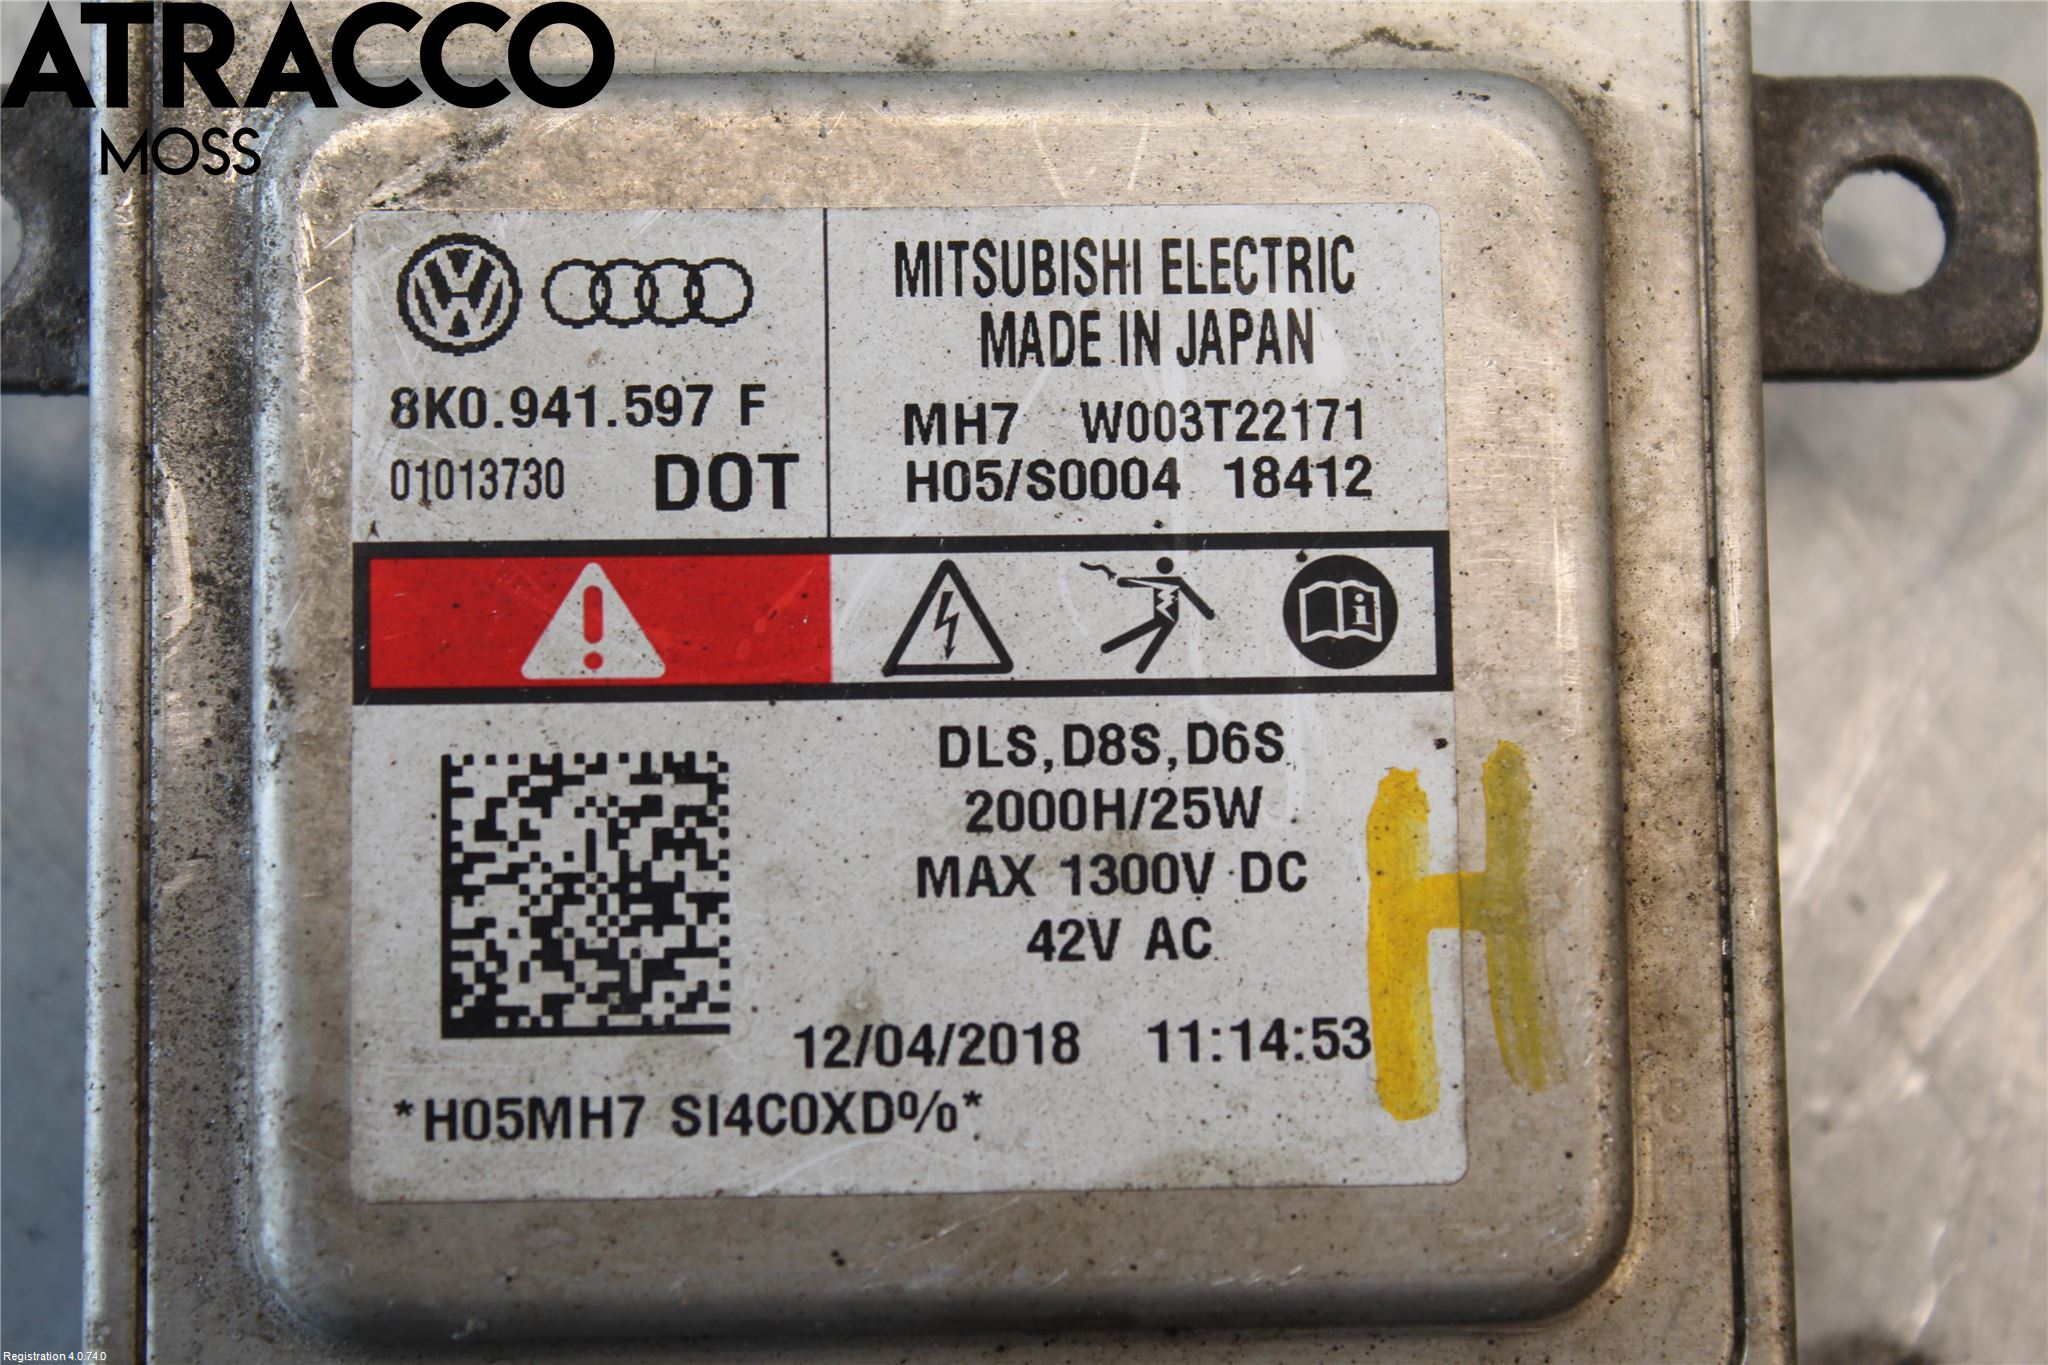 ATRACCO
MOSS
8K0.941.597 F
01013730 DOT
MITSUBISHI ELECTRIC
MADE IN JAPAN
MH7 W003T22171
H05/S0004 18412
DLS,D8S,D6S
2000H/25W
MAX 1300V DC
42V AC
12/04/2018 11:14:53
*H05MH7 SI4C0XD%*
H
Registration 4.0.74.0